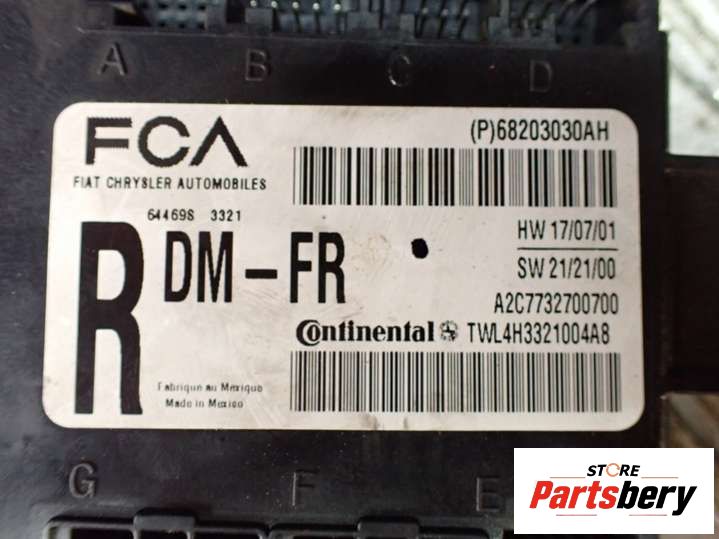 A B C D
FCA
FIAT CHRYSLER AUTOMOBILES
(P)68203030AH
64469S 3321
R DM-FR
HW 17/07/01
SW 21/21/00
A2C7732700700
Continental TWL4H3321004A8
Fabrique au Mexique
Made in Mexico
G F E
STORE
Partsbery